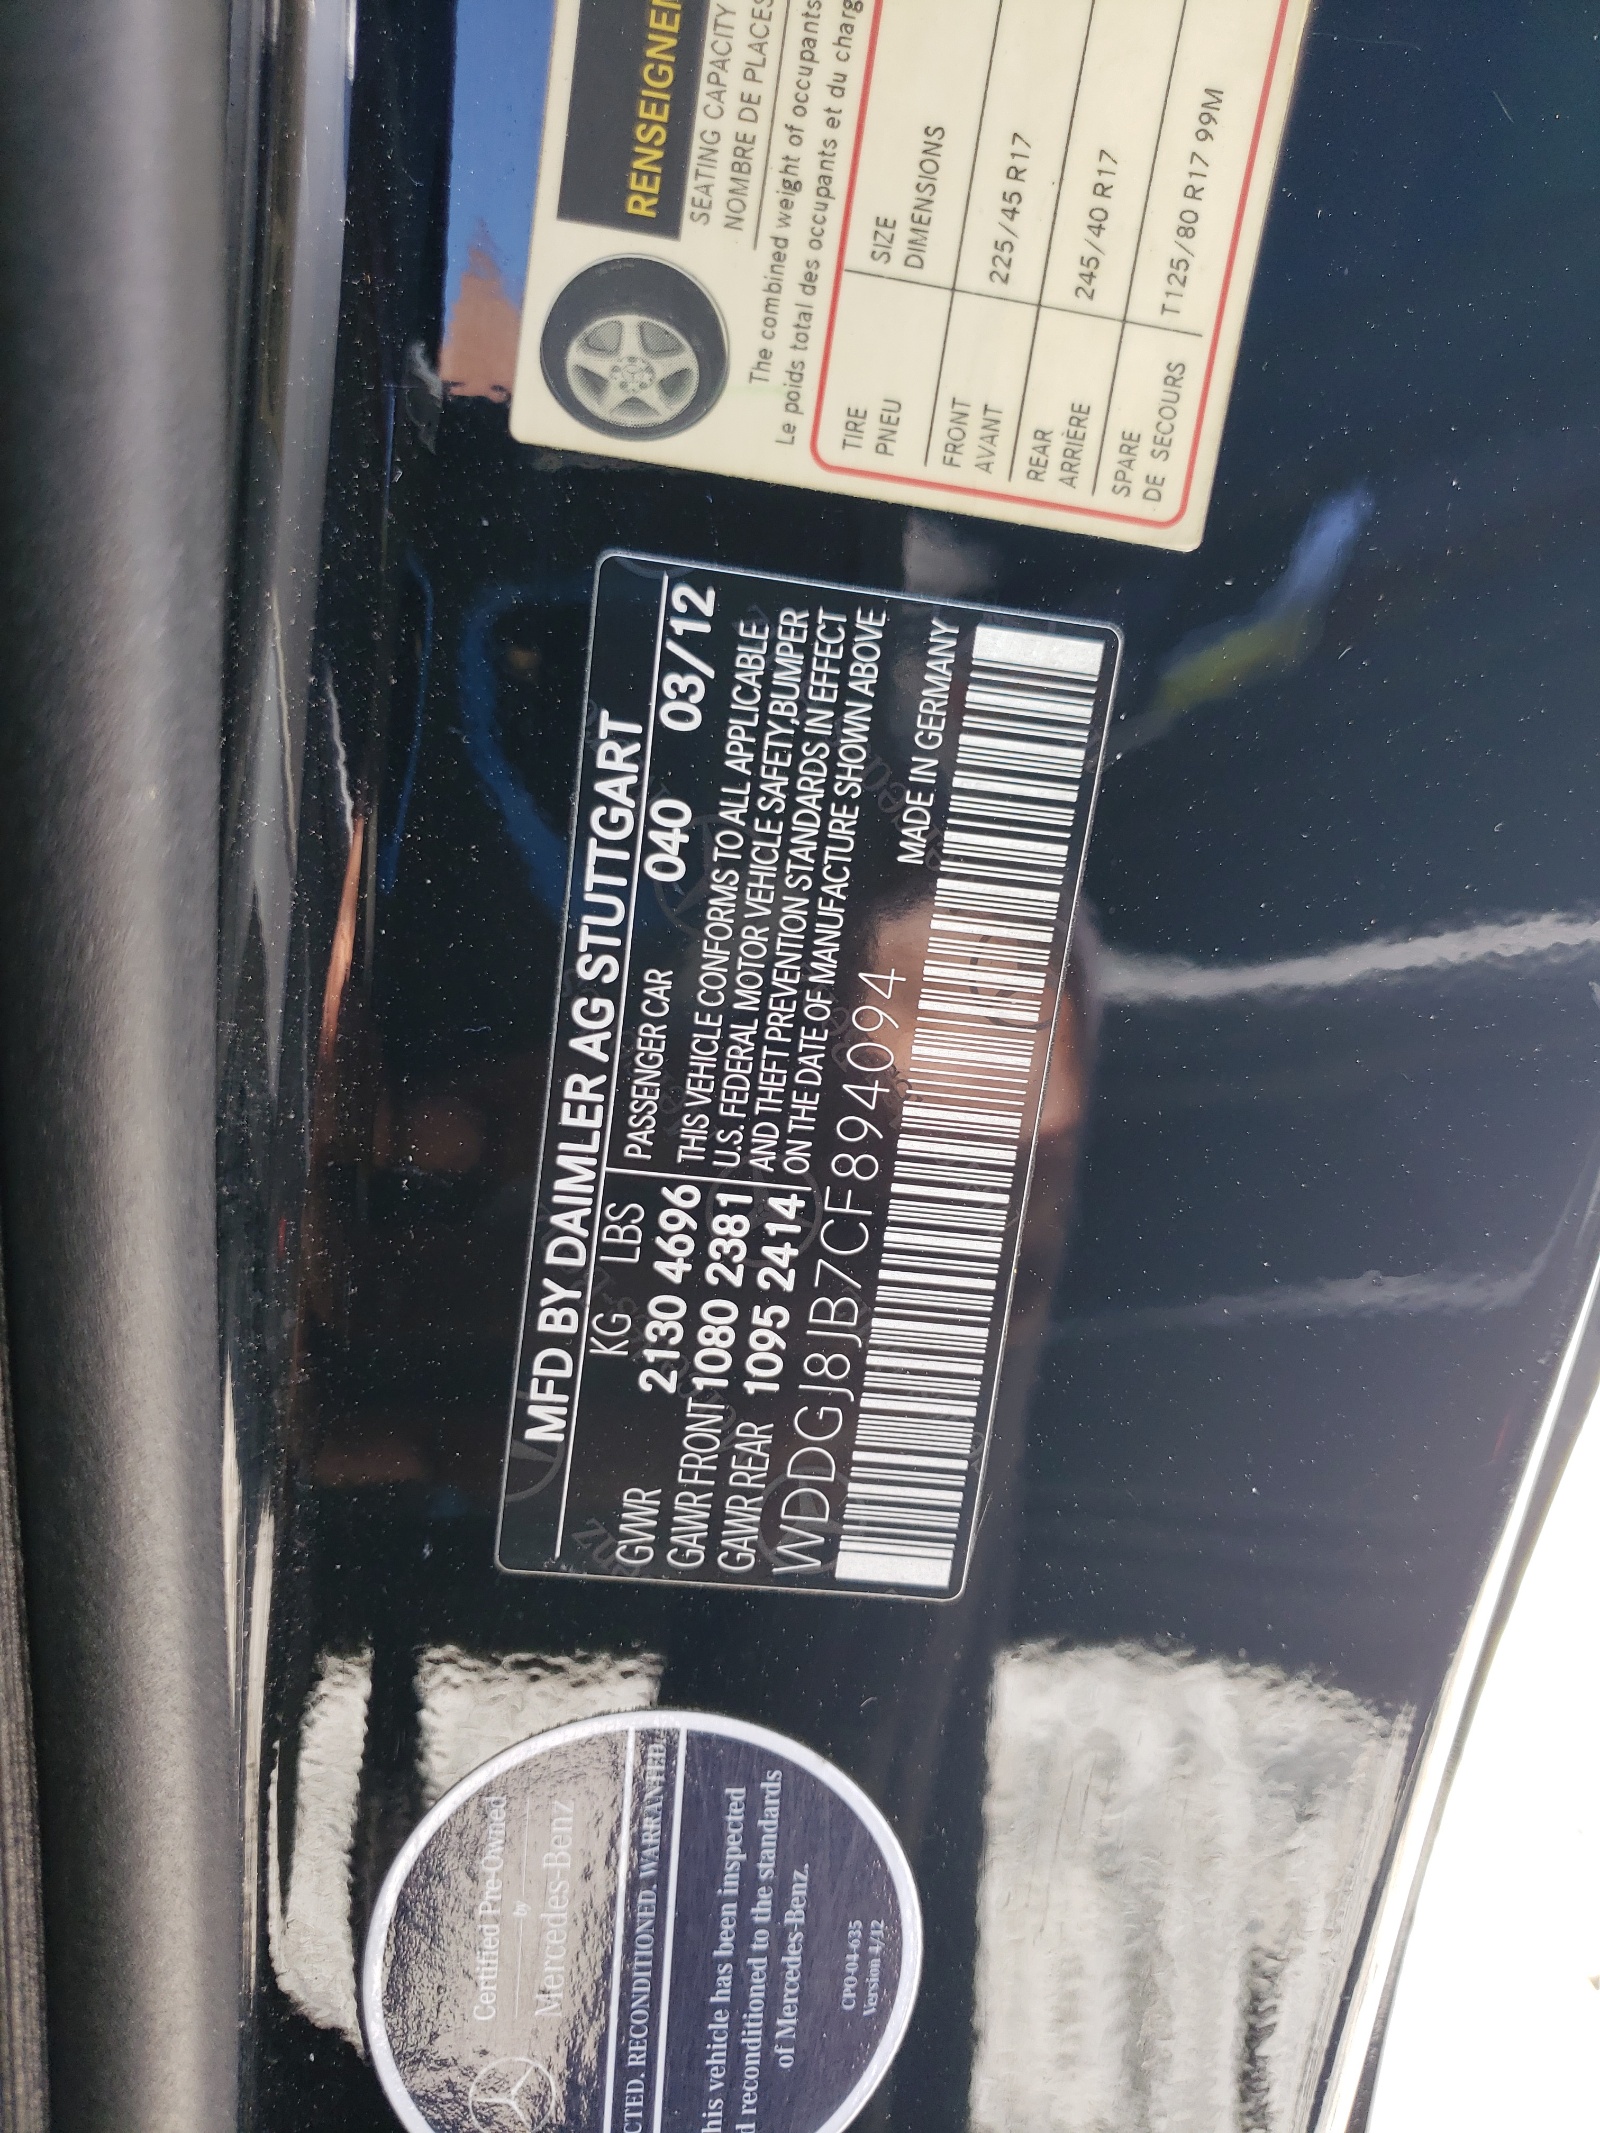 RENSEIGNEM
SEATING CAPACITY
NOMBRE DE PLACES
The combined weight of occupants
Le poids total des occupants et du charg
TIRE SIZE
PNEU DIMENSIONS
FRONT
AVANT 225/45 R17
REAR
ARRIÈRE 245/40 R17
SPARE
DE SECOURS T125/80 R17 99M
MFD BY DAIMLER AG STUTTGART
KG LBS PASSENGER CAR 040 03/12
GVWR 2130 4696 THIS VEHICLE CONFORMS TO ALL APPLICABLE
GAWR FRONT 1080 2381 U.S. FEDERAL MOTOR VEHICLE SAFETY,BUMPER
GAWR REAR 1095 2414 AND THEFT PREVENTION STANDARDS IN EFFECT
ON THE DATE OF MANUFACTURE SHOWN ABOVE
WDDGJ8JB7CF894094 MADE IN GERMANY
Certified Pre-Owned
by
Mercedes-Benz
CTED. RECONDITIONED. WARRANTED.
his vehicle has been inspected
d reconditioned to the standards
of Mercedes-Benz.
CPO-04-635
Version 4/12